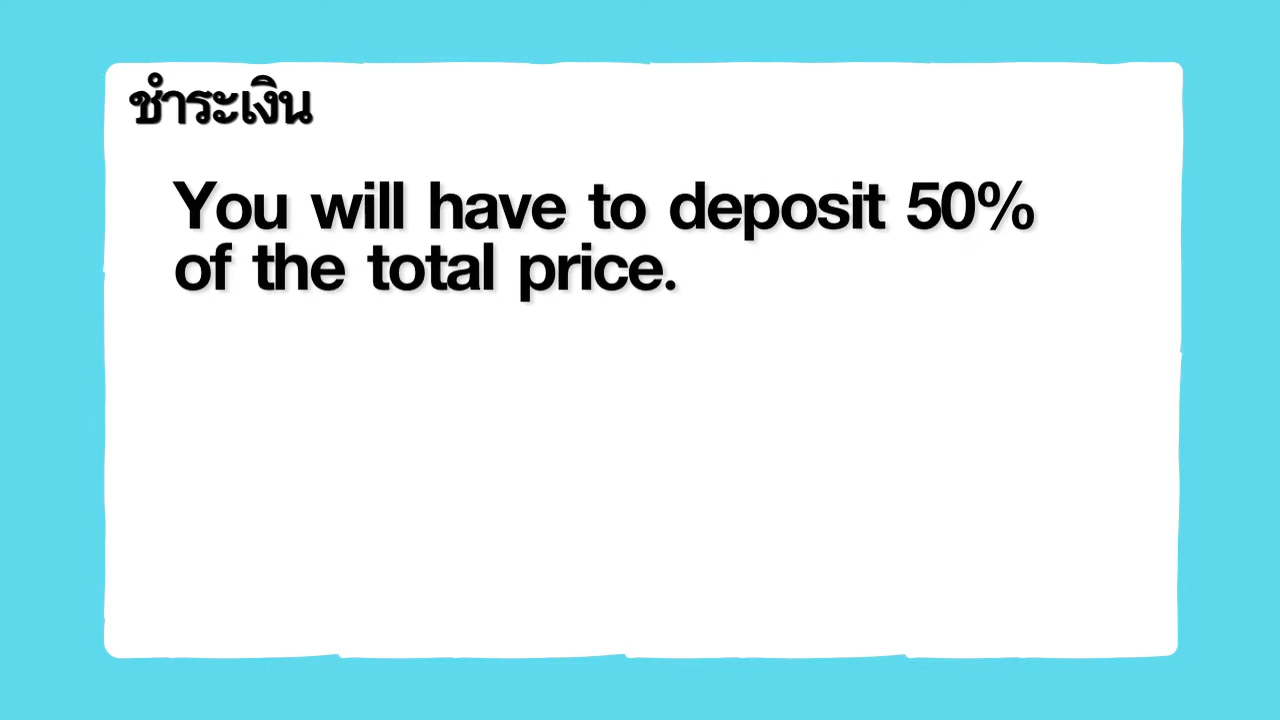 ชำระเงิน
You will have to deposit 50%
of the total price.